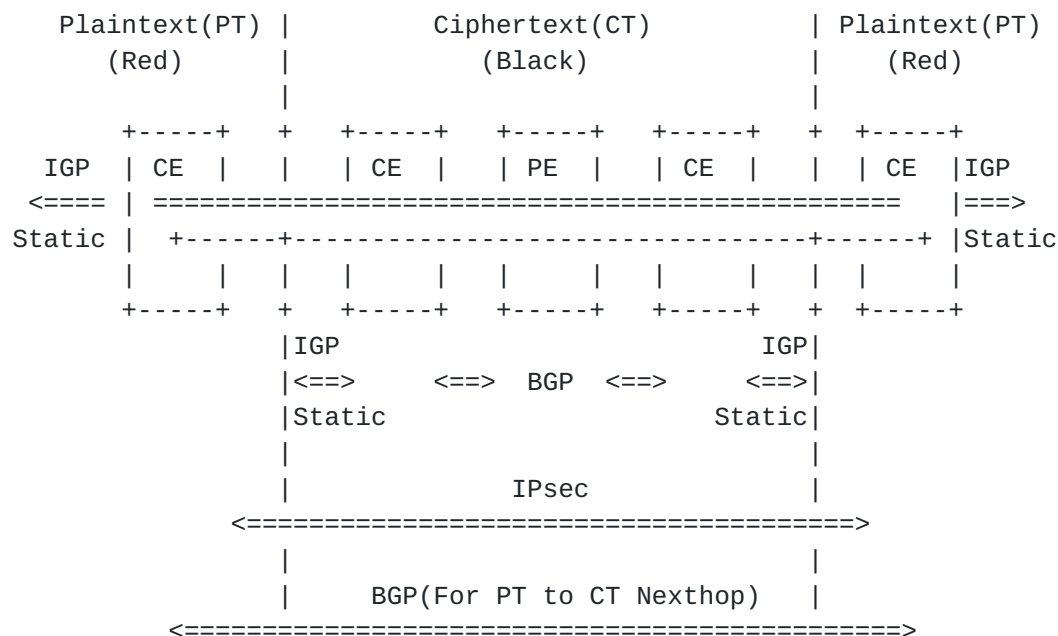 Plaintext(PT) | Ciphertext(CT) | Plaintext(PT)
(Red) | (Black) | (Red)
| |
+-----+ + +-----+ +-----+ +-----+ + +-----+
IGP | CE | | | CE | | PE | | CE | | | CE |IGP
<==== | ================================================ |===>
Static | +------+---------------------------------+------+ |Static
| | | | | | | | | | | |
+-----+ + +-----+ +-----+ +-----+ + +-----+
|IGP IGP|
|<==> <==> BGP <==> <==>|
|Static Static|
| |
| IPsec |
<=======================================>
| |
| BGP(For PT to CT Nexthop) |
<==============================================>